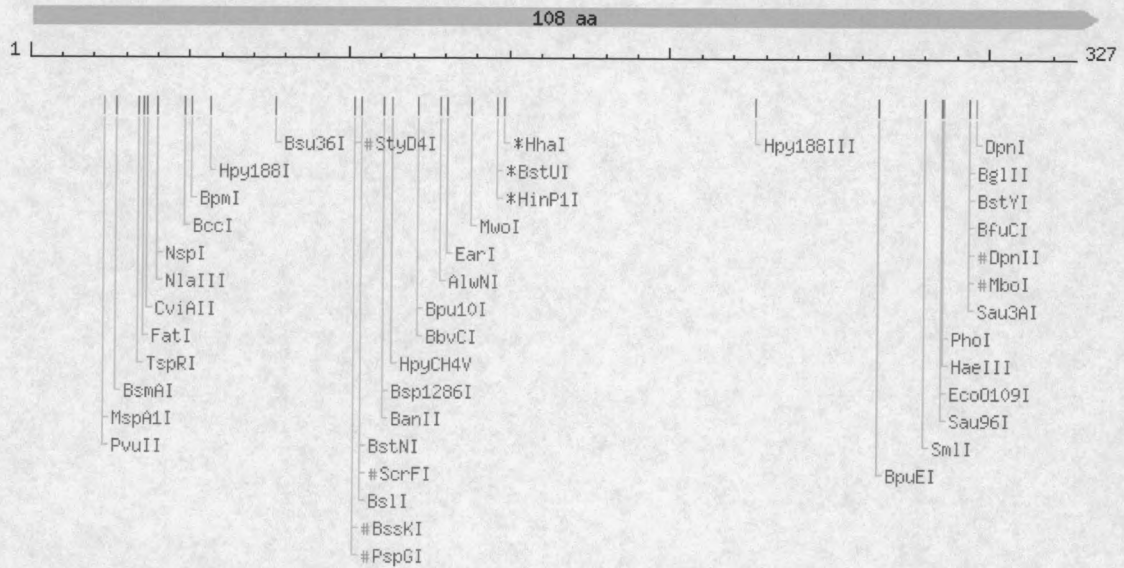 108 aa
1 327
Bsu36I #StyD4I *HhaI Hpy188III DpnI
Hpy188I *BstUI BglII
BpmI *HinP1I BstYI
BccI MwoI BfuCI
NspI EarI #DpnII
NlaIII AlwNI #MboI
CviAII Bpu10I Sau3AI
FatI BbvCI PhoI
TspRI HpyCH4V HaeIII
BsmAI Bsp1286I EcoO109I
MspA1I BanII Sau96I
PvuII BstNI SmlI
#ScrFI BpuEI
BslI
#BssKI
#PspGI